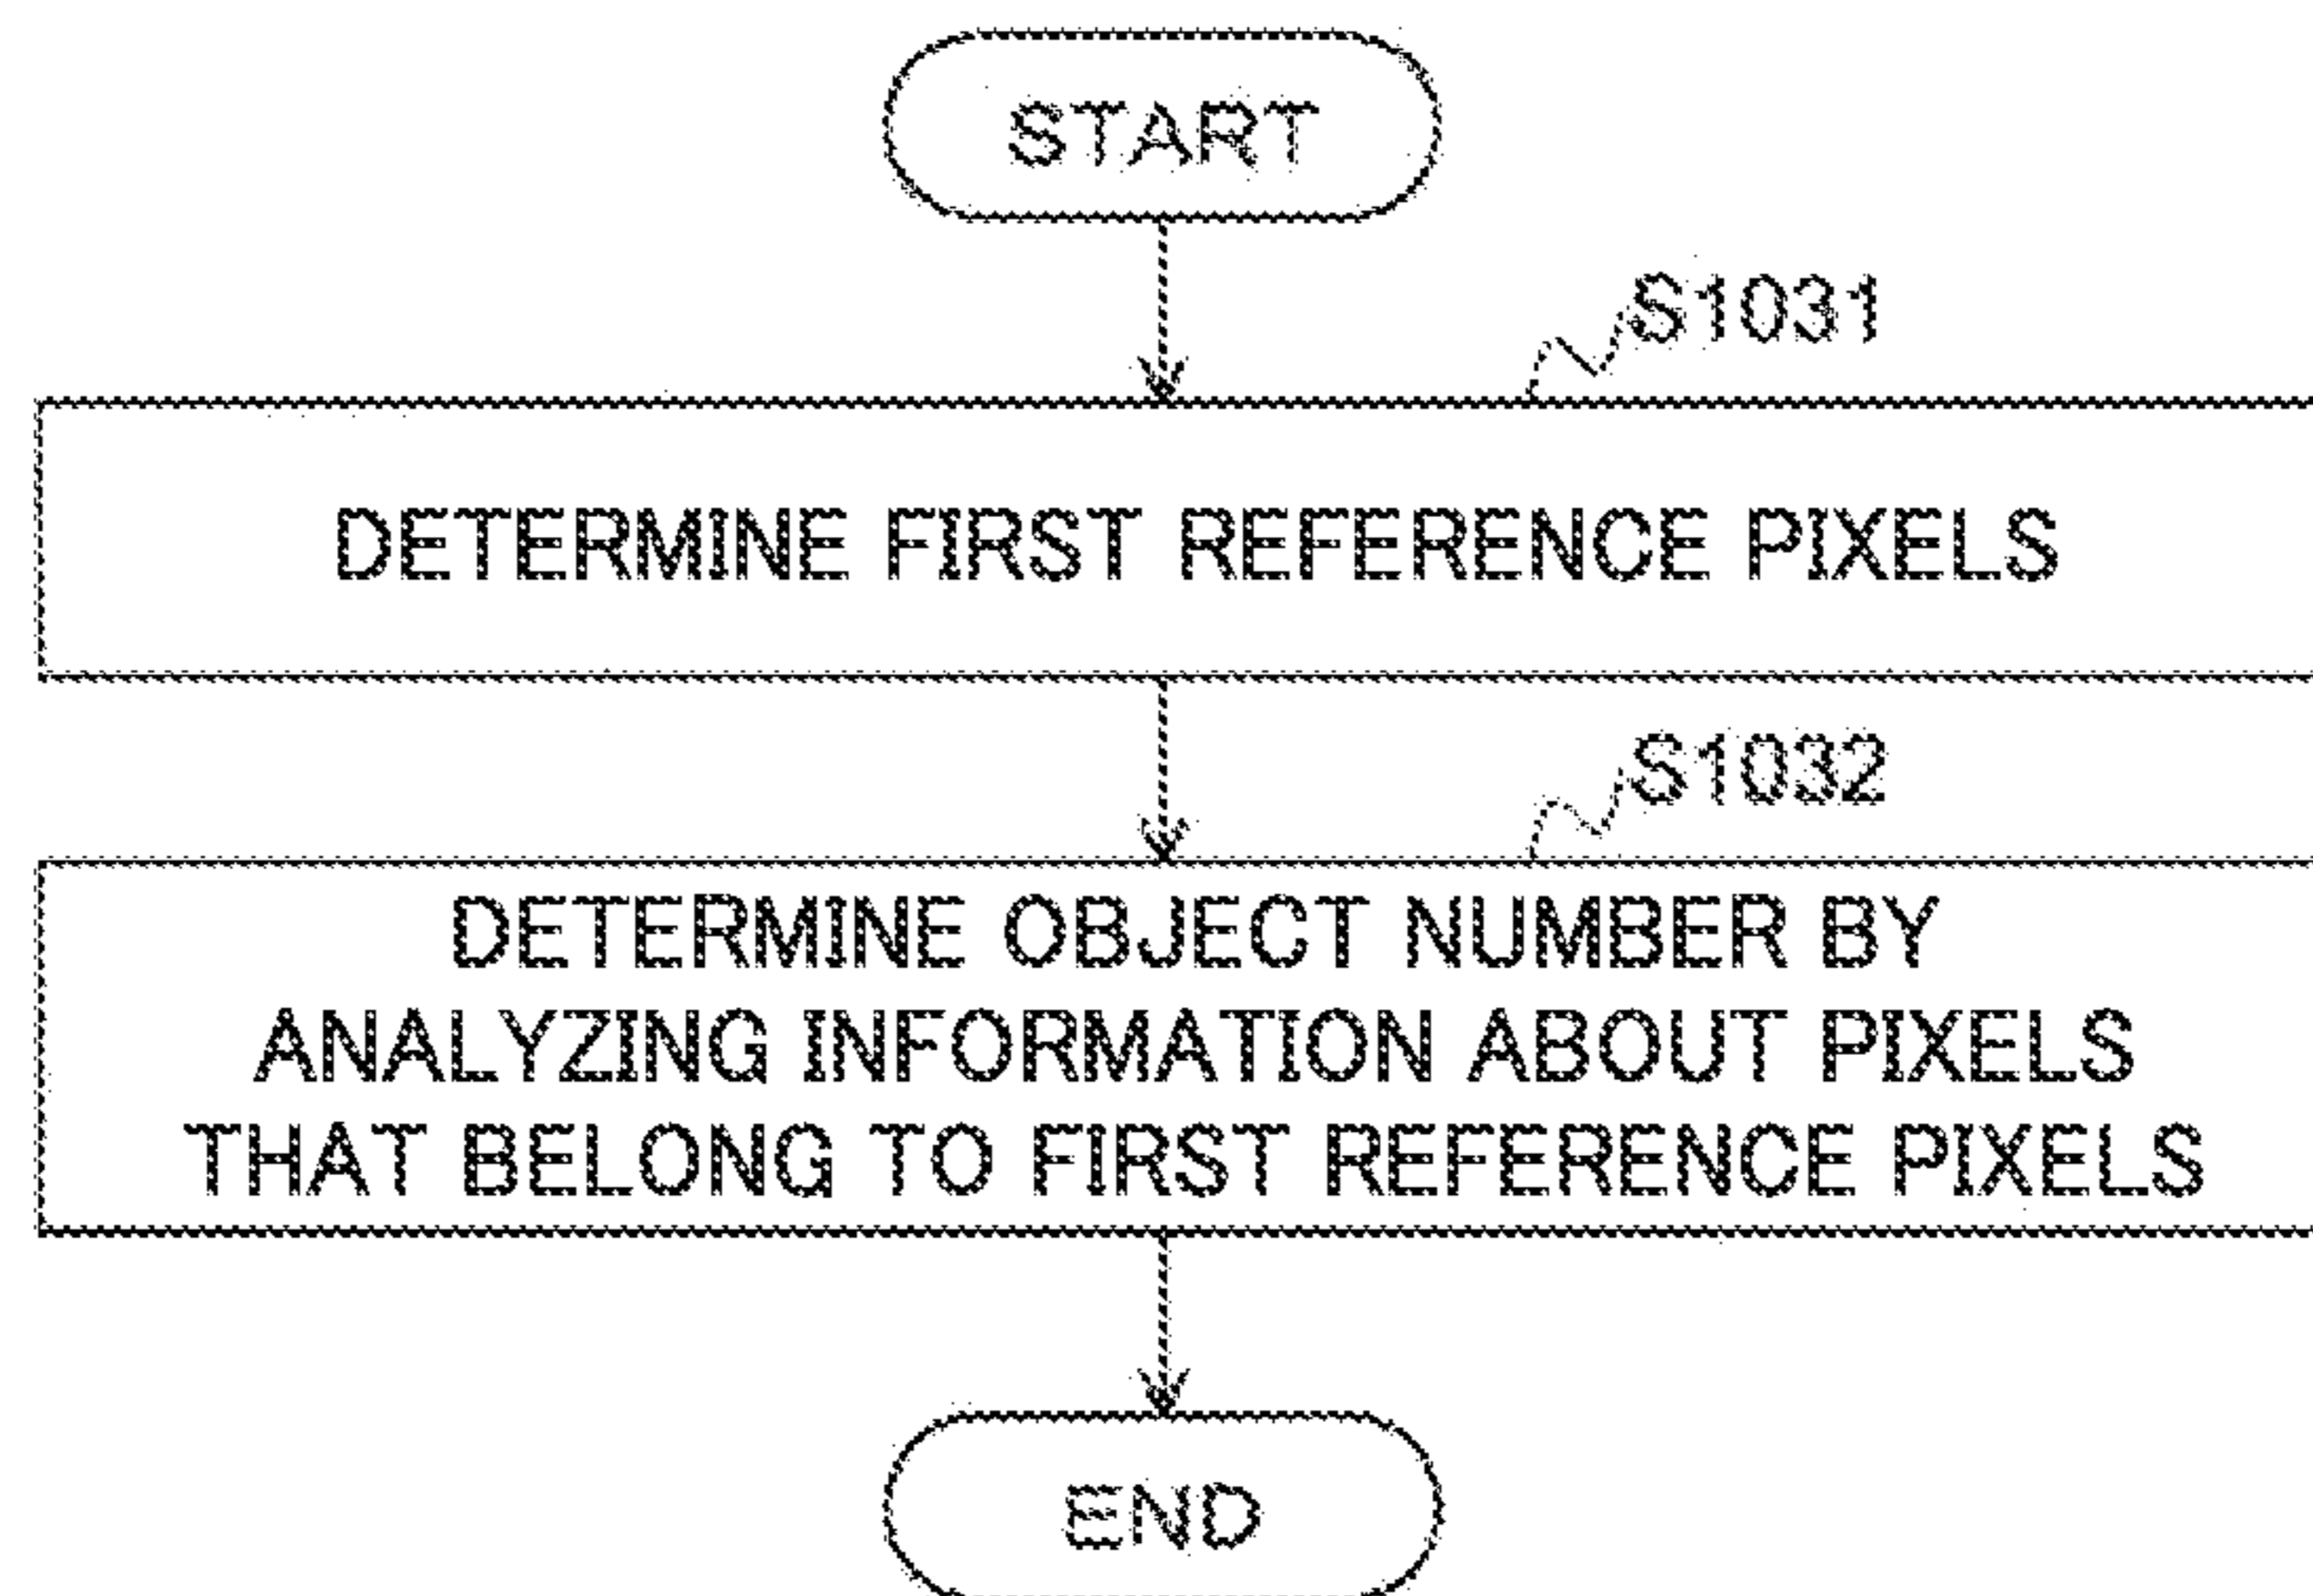 START
S1031
DETERMINE FIRST REFERENCE PIXELS
S1032
DETERMINE OBJECT NUMBER BY
ANALYZING INFORMATION ABOUT PIXELS
THAT BELONG TO FIRST REFERENCE PIXELS
END